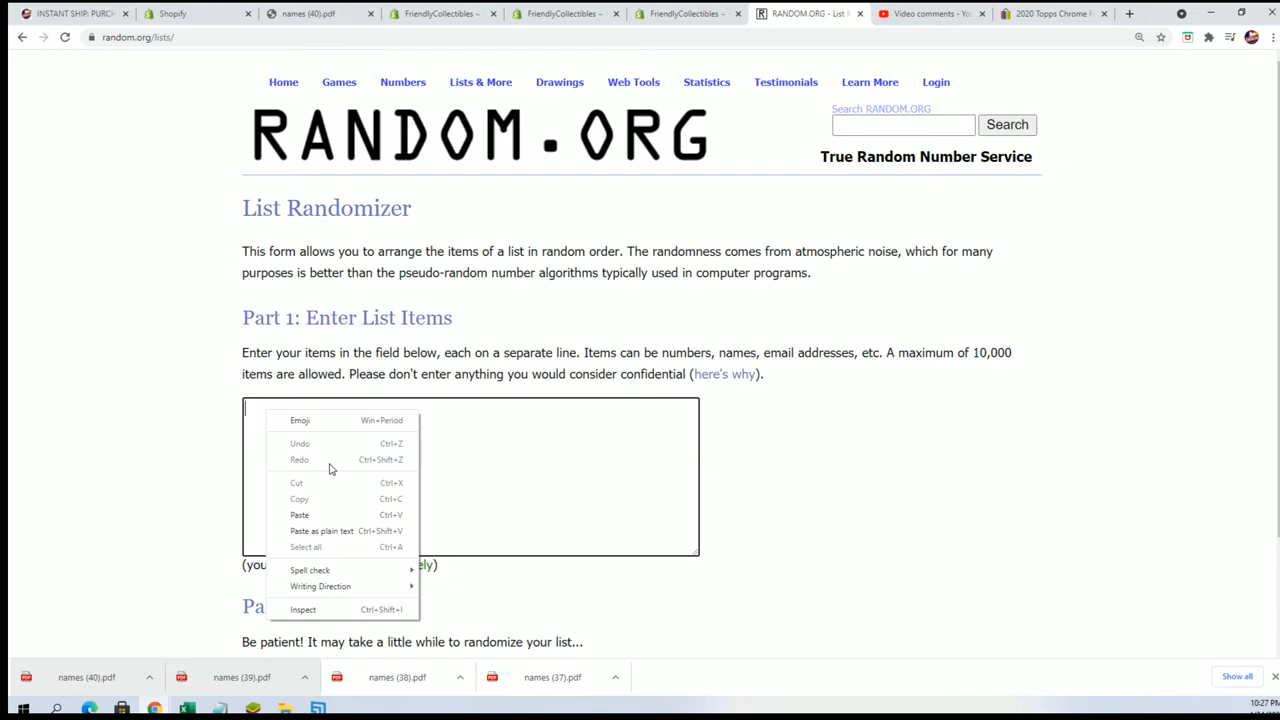 INSTANT SHIP: PURCH
Shopify
names (40).pdf
FriendlyCollectibles –
FriendlyCollectibles –
FriendlyCollectibles –
RANDOM.ORG - List R
Video comments - Yo
2020 Topps Chrome F
random.org/lists/
Home Games Numbers Lists & More Drawings Web Tools Statistics Testimonials Learn More Login
Search RANDOM.ORG
RANDOM.ORG
Search
True Random Number Service
List Randomizer
This form allows you to arrange the items of a list in random order. The randomness comes from atmospheric noise, which for many
purposes is better than the pseudo-random number algorithms typically used in computer programs.
Part 1: Enter List Items
Enter your items in the field below, each on a separate line. Items can be numbers, names, email addresses, etc. A maximum of 10,000
items are allowed. Please don't enter anything you would consider confidential (here's why).
Emoji Win+Period
Undo Ctrl+Z
Redo Ctrl+Shift+Z
Cut Ctrl+X
Copy Ctrl+C
Paste Ctrl+V
Paste as plain text Ctrl+Shift+V
Select all Ctrl+A
(you ely)
Spell check
Writing Direction
Inspect Ctrl+Shift+I
Pa
Be patient! It may take a little while to randomize your list...
names (40).pdf
names (39).pdf
names (38).pdf
names (37).pdf
Show all
10:27 PM